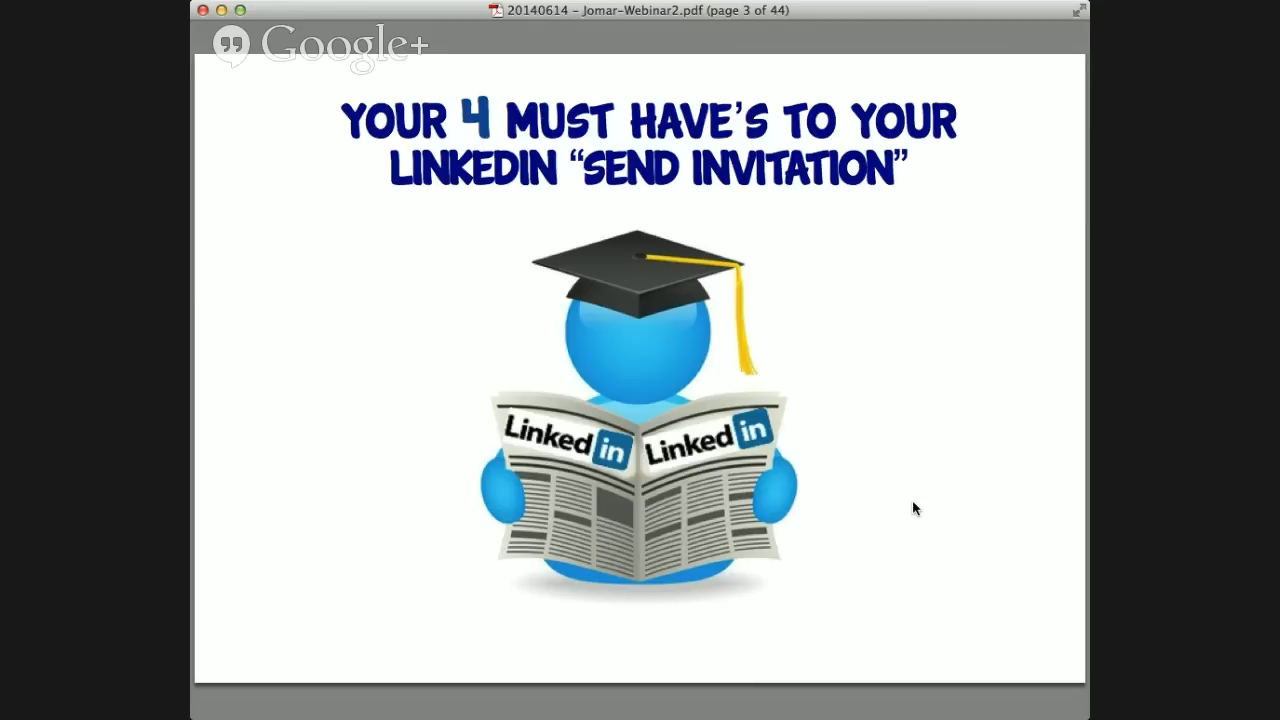 20140614 - Jomar-Webinar2.pdf (page 3 of 44)
Google+
YOUR 4 MUST HAVE'S TO YOUR
LINKEDIN “SEND INVITATION”
Linked in
Linked in